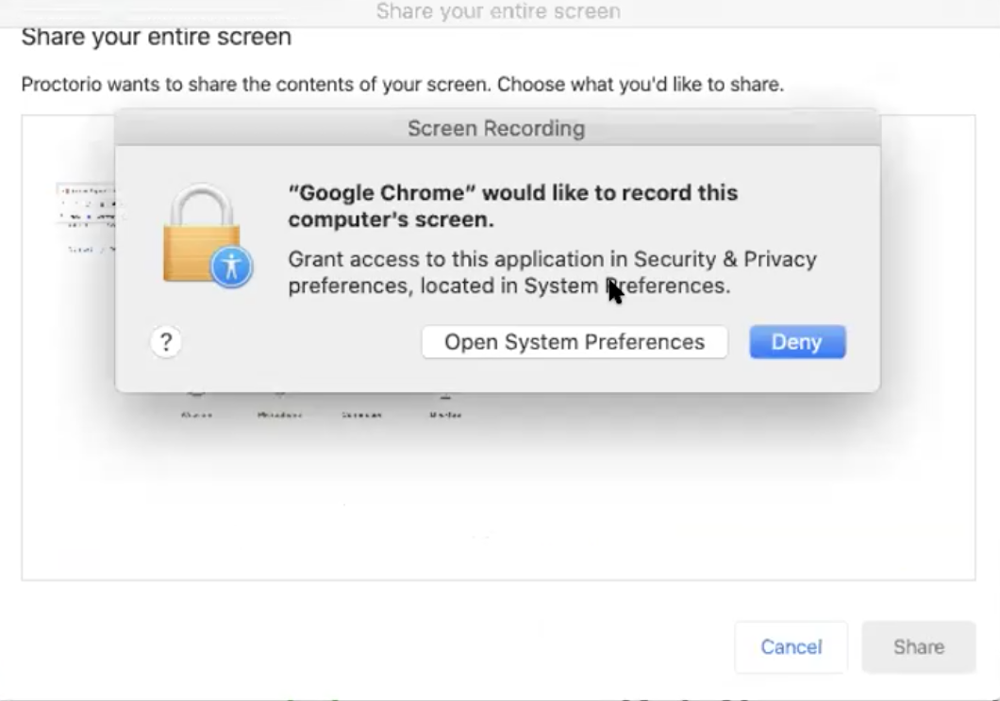 Share your entire screen
Share your entire screen
Proctorio wants to share the contents of your screen. Choose what you'd like to share.
Screen Recording
“Google Chrome” would like to record this
computer's screen.
Grant access to this application in Security & Privacy
preferences, located in System Preferences.
?
Open System Preferences
Deny
Cancel
Share